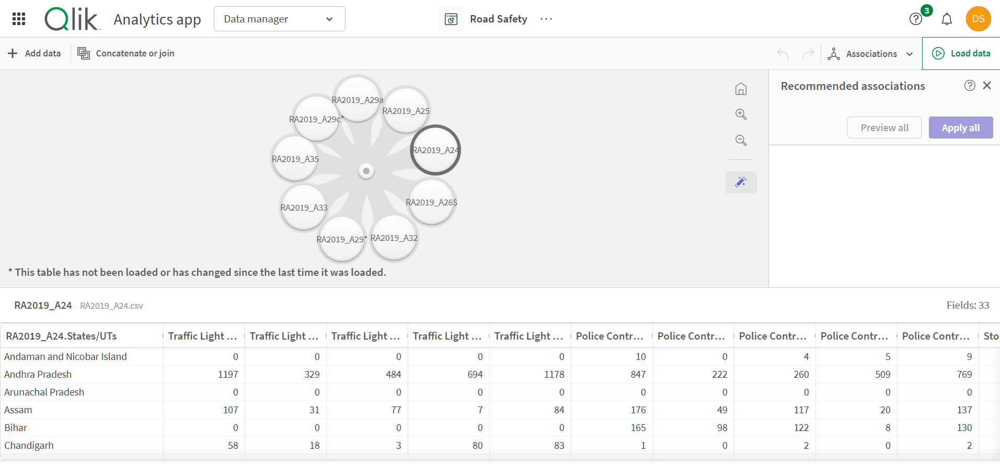 Qlik Analytics app Data manager Road Safety ... 3 DS
Add data Concatenate or join Associations Load data
Recommended associations
Preview all Apply all
RA2019_A29a
RA2019_A25
RA2019_A29c*
RA2019_A24
RA2019_A35
RA2019_A26$
RA2019_A33
RA2019_A29* RA2019_A32
* This table has not been loaded or has changed since the last time it was loaded.
RA2019_A24 RA2019_A24.csv Fields: 33
RA2019_A24.States/UTs Traffic Light ... Traffic Light ... Traffic Light ... Traffic Light ... Traffic Light ... Police Contr... Police Contr... Police Contr... Police Contr... Police Contr... Sto
Andaman and Nicobar Island 0 0 0 0 0 10 0 4 5 9
Andhra Pradesh 1197 329 484 694 1178 847 222 260 509 769
Arunachal Pradesh 0 0 0 0 0 0 0 0 0 0
Assam 107 31 77 7 84 176 49 117 20 137
Bihar 0 0 0 0 0 165 98 122 8 130
Chandigarh 58 18 3 80 83 1 0 2 0 2